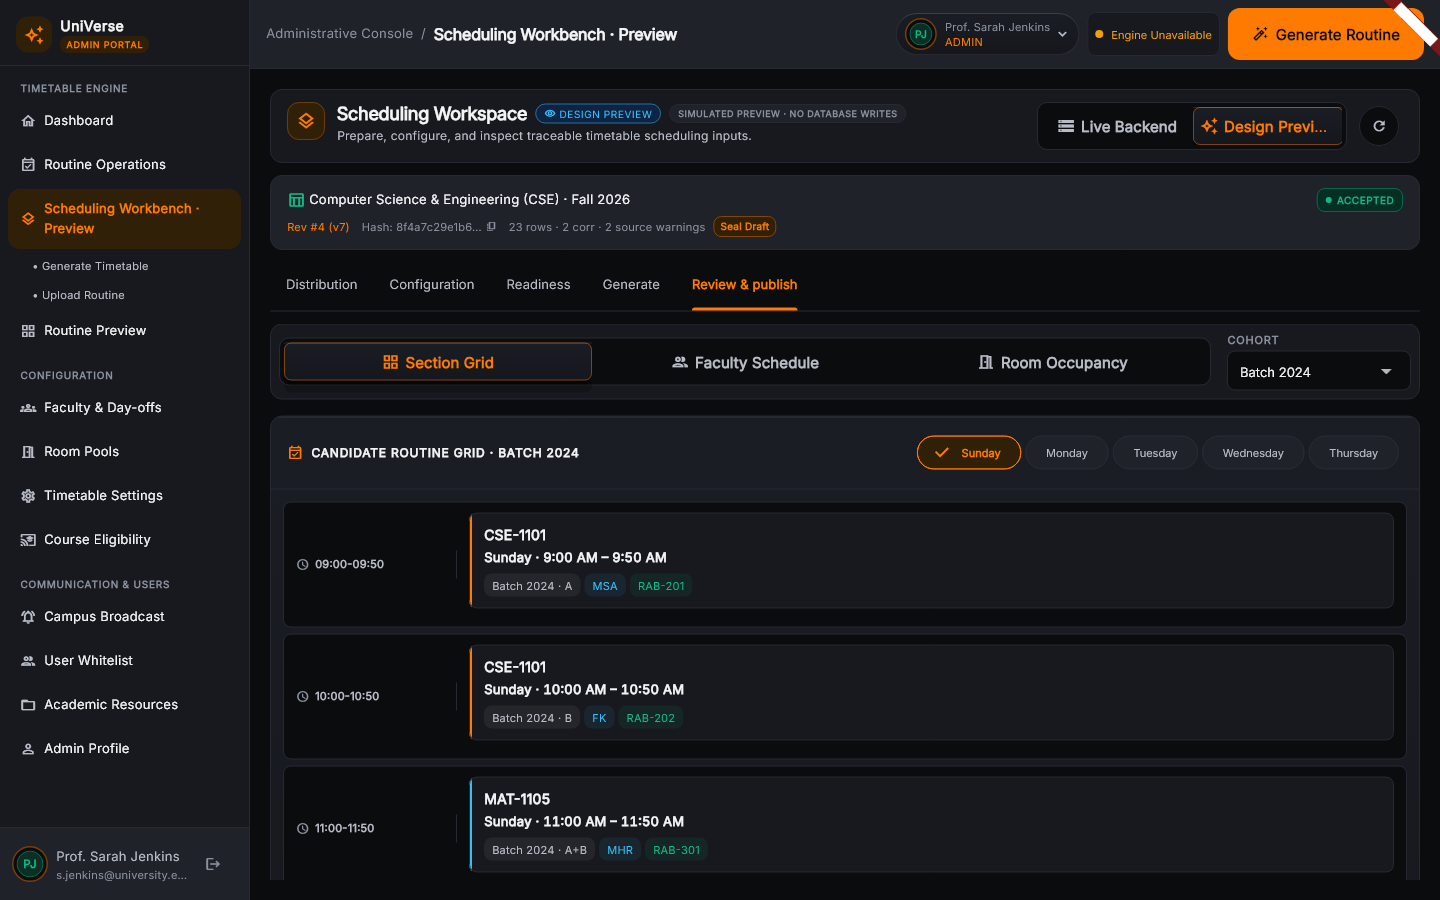 UniVerse
ADMIN PORTAL
TIMETABLE ENGINE
Dashboard
Routine Operations
Scheduling Workbench ·
Preview
• Generate Timetable
• Upload Routine
Routine Preview
CONFIGURATION
Faculty & Day-offs
Room Pools
Timetable Settings
Course Eligibility
COMMUNICATION & USERS
Campus Broadcast
User Whitelist
Academic Resources
Admin Profile
PJ
Prof. Sarah Jenkins
s.jenkins@university.e...
Administrative Console / Scheduling Workbench · Preview
PJ
Prof. Sarah Jenkins
ADMIN
Engine Unavailable
Generate Routine
Scheduling Workspace
DESIGN PREVIEW
SIMULATED PREVIEW · NO DATABASE WRITES
Prepare, configure, and inspect traceable timetable scheduling inputs.
Live Backend
Design Previ...
Computer Science & Engineering (CSE) · Fall 2026
ACCEPTED
Rev #4 (v7)
Hash: 8f4a7c29e1b6...
23 rows · 2 corr · 2 source warnings
Seal Draft
Distribution
Configuration
Readiness
Generate
Review & publish
Section Grid
Faculty Schedule
Room Occupancy
COHORT
Batch 2024
CANDIDATE ROUTINE GRID · BATCH 2024
Sunday
Monday
Tuesday
Wednesday
Thursday
09:00-09:50
CSE-1101
Sunday · 9:00 AM – 9:50 AM
Batch 2024 · A
MSA
RAB-201
10:00-10:50
CSE-1101
Sunday · 10:00 AM – 10:50 AM
Batch 2024 · B
FK
RAB-202
11:00-11:50
MAT-1105
Sunday · 11:00 AM – 11:50 AM
Batch 2024 · A+B
MHR
RAB-301